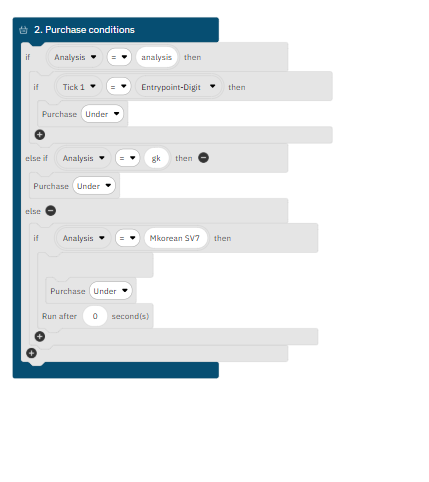 2. Purchase conditions
if Analysis = analysis then
if Tick 1 = Entrypoint-Digit then
Purchase Under
else if Analysis = gk then
Purchase Under
else
if Analysis = Mkorean SV7 then
Purchase Under
Run after 0 second(s)